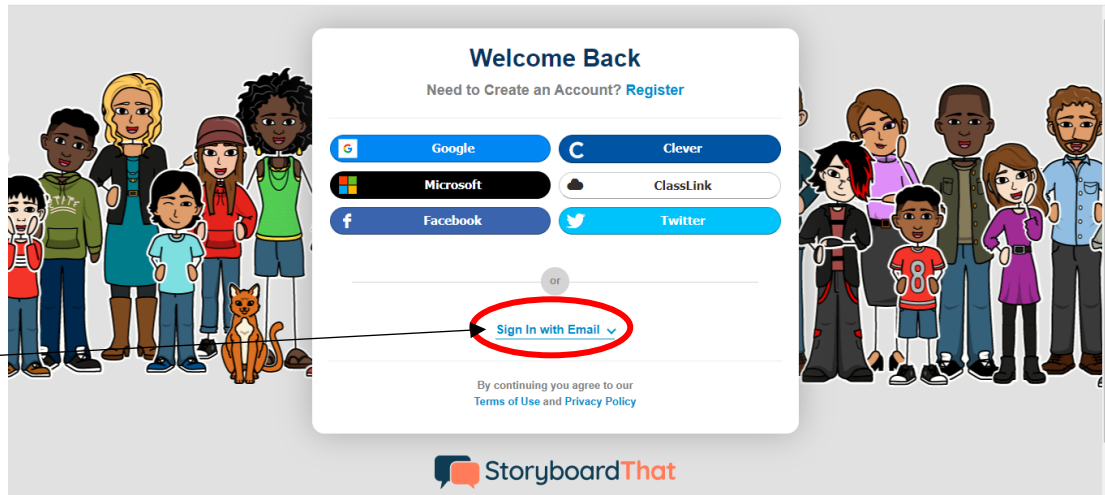 Welcome Back
Need to Create an Account? Register
Google
Clever
Microsoft
ClassLink
Facebook
Twitter
or
Sign In with Email
By continuing you agree to our
Terms of Use and Privacy Policy
StoryboardThat
8